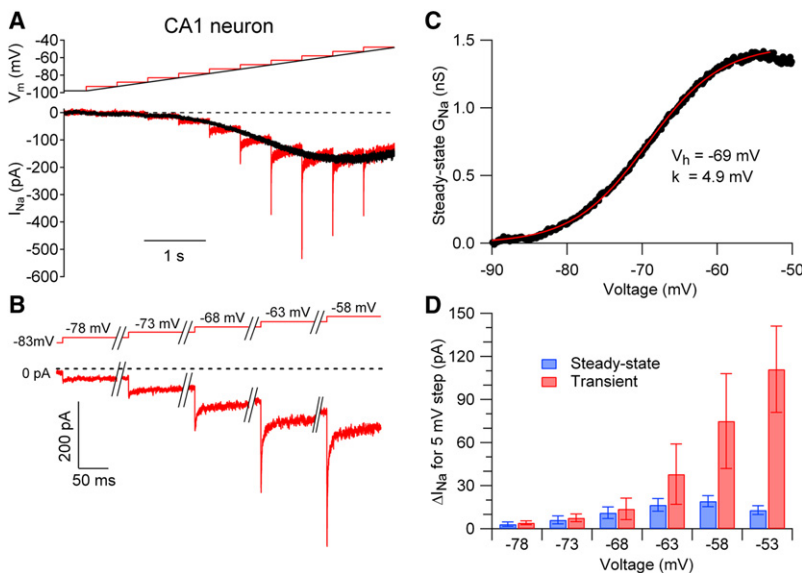 A
CA1 neuron
Vm (mV)
-40
-60
-80
-100
INa (pA)
0
-100
-200
-300
-400
-500
-600
1 s
B
-83mV
-78 mV
-73 mV
-68 mV
-63 mV
-58 mV
0 pA
200 pA
50 ms
C
Steady-state GNa (nS)
1.5
1.0
0.5
0.0
Vh = -69 mV
k = 4.9 mV
-90
-80
-70
-60
-50
Voltage (mV)
D
ΔINa for 5 mV step (pA)
150
120
90
60
30
0
Steady-state
Transient
-78
-73
-68
-63
-58
-53
Voltage (mV)